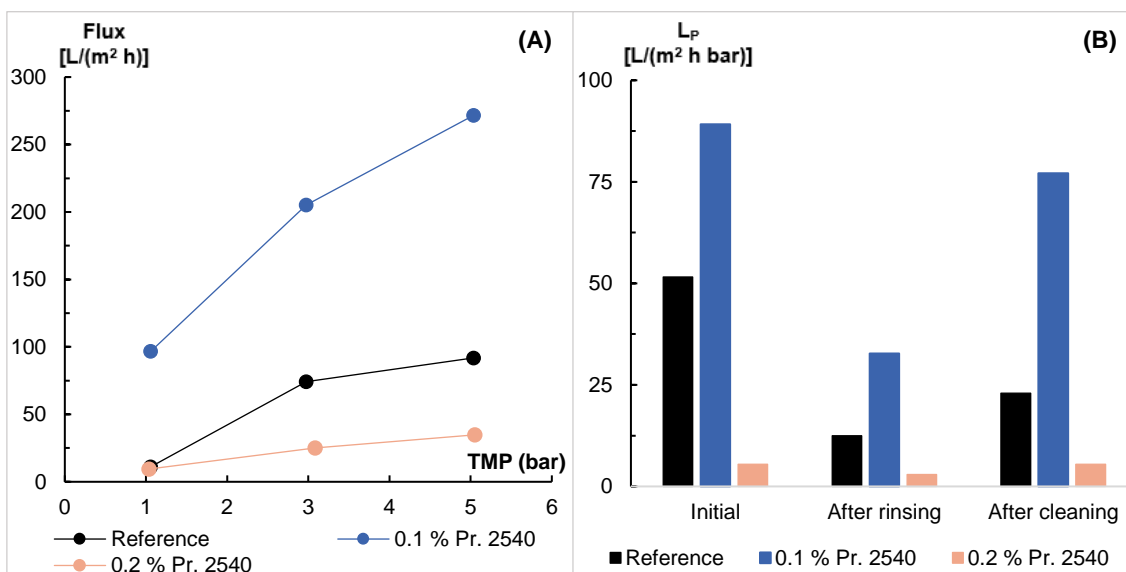 Flux
[L/(m² h)]
(A)
300
250
200
150
100
50
0
TMP (bar)
0 1 2 3 4 5 6
Reference 0.1 % Pr. 2540
0.2 % Pr. 2540
Lₚ
[L/(m² h bar)]
(B)
100
75
50
25
0
Initial After rinsing After cleaning
Reference 0.1 % Pr. 2540 0.2 % Pr. 2540